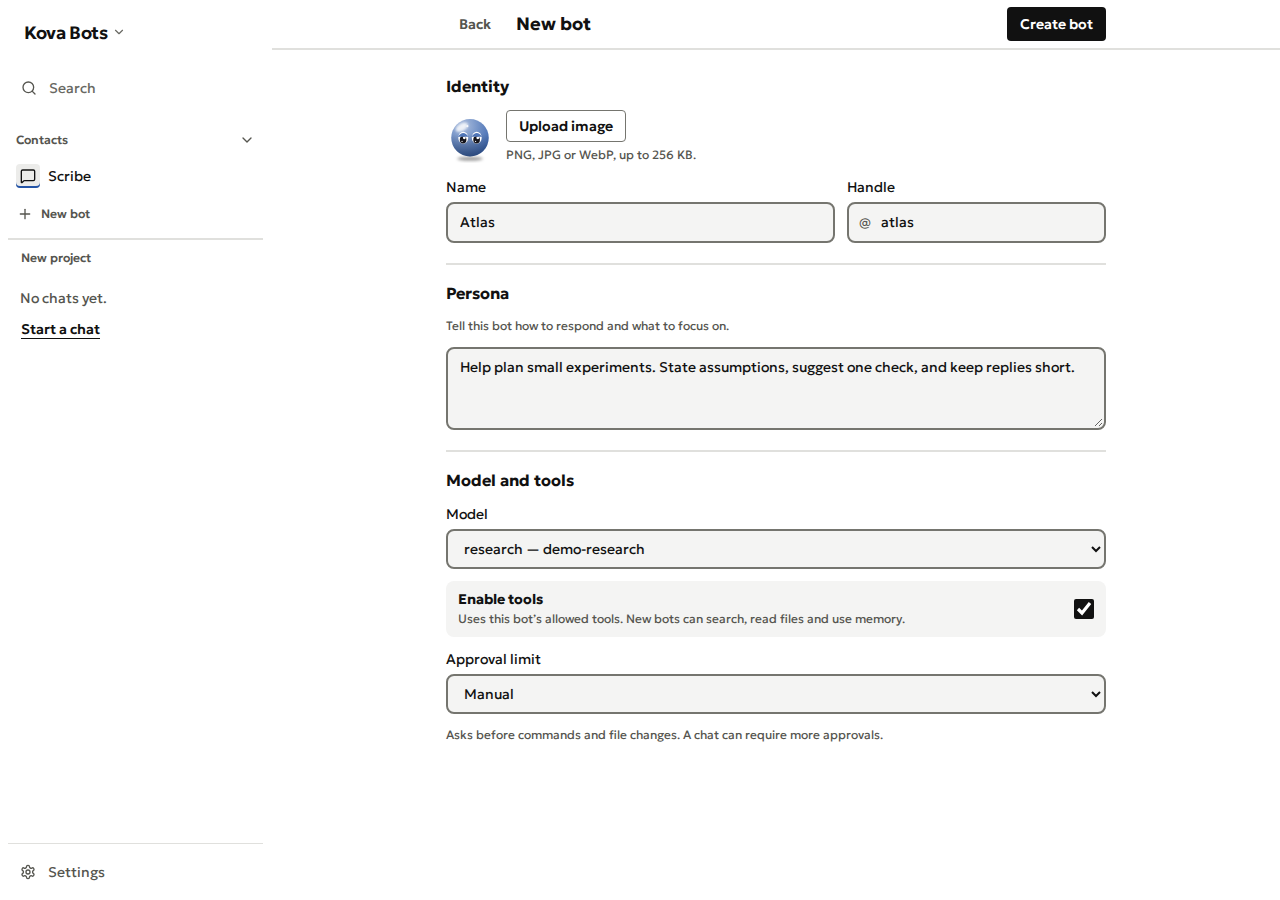 Kova Bots
Search
Contacts
Scribe
New bot
New project
No chats yet.
Start a chat
Settings
Back
New bot
Create bot
Identity
Upload image
PNG, JPG or WebP, up to 256 KB.
Name
Handle
Atlas
@ atlas
Persona
Tell this bot how to respond and what to focus on.
Help plan small experiments. State assumptions, suggest one check, and keep replies short.
Model and tools
Model
research — demo-research
Enable tools
Uses this bot’s allowed tools. New bots can search, read files and use memory.
Approval limit
Manual
Asks before commands and file changes. A chat can require more approvals.